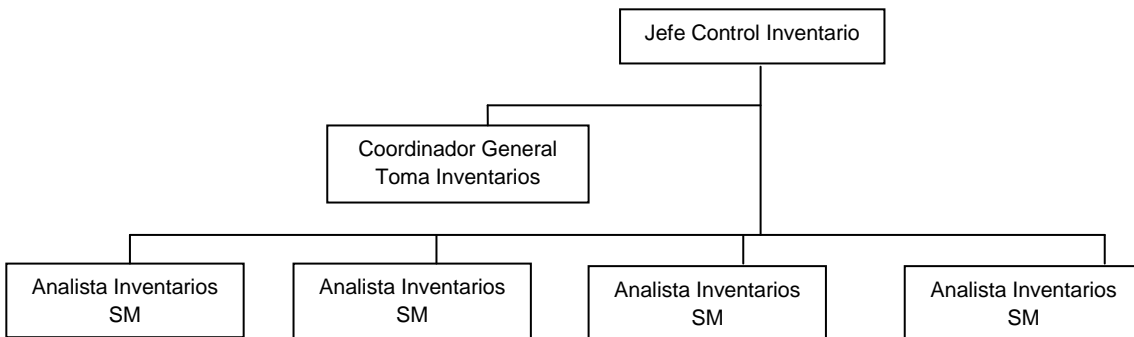 Jefe Control Inventario
Coordinador General
Toma Inventarios
Analista Inventarios
SM
Analista Inventarios
SM
Analista Inventarios
SM
Analista Inventarios
SM